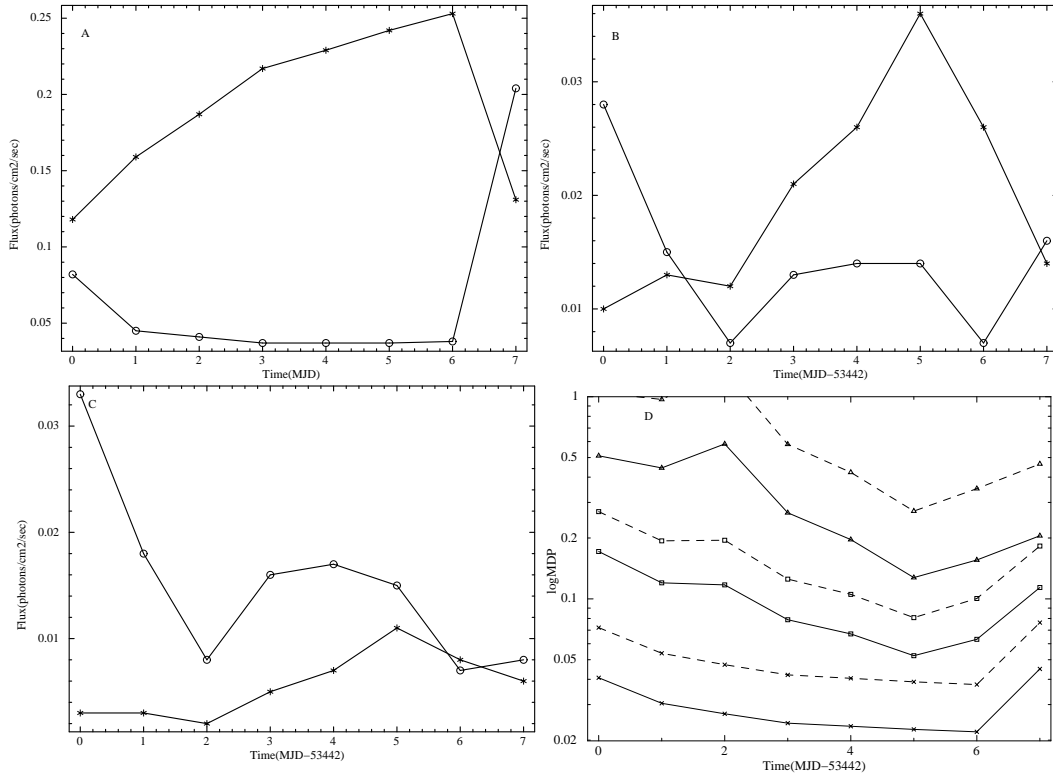 A
Flux(photons/cm2/sec)
0.25
0.2
0.15
0.1
0.05
0 1 2 3 4 5 6 7
Time(MJD)
B
Flux(photons/cm2/sec)
0.03
0.02
0.01
0 1 2 3 4 5 6 7
Time(MJD−53442)
C
Flux(photons/cm2/sec)
0.03
0.02
0.01
0 1 2 3 4 5 6 7
Time(MJD−53442)
D
logMDP
1
0.5
0.2
0.1
0.05
0.02
0 2 4 6
Time(MJD−53442)